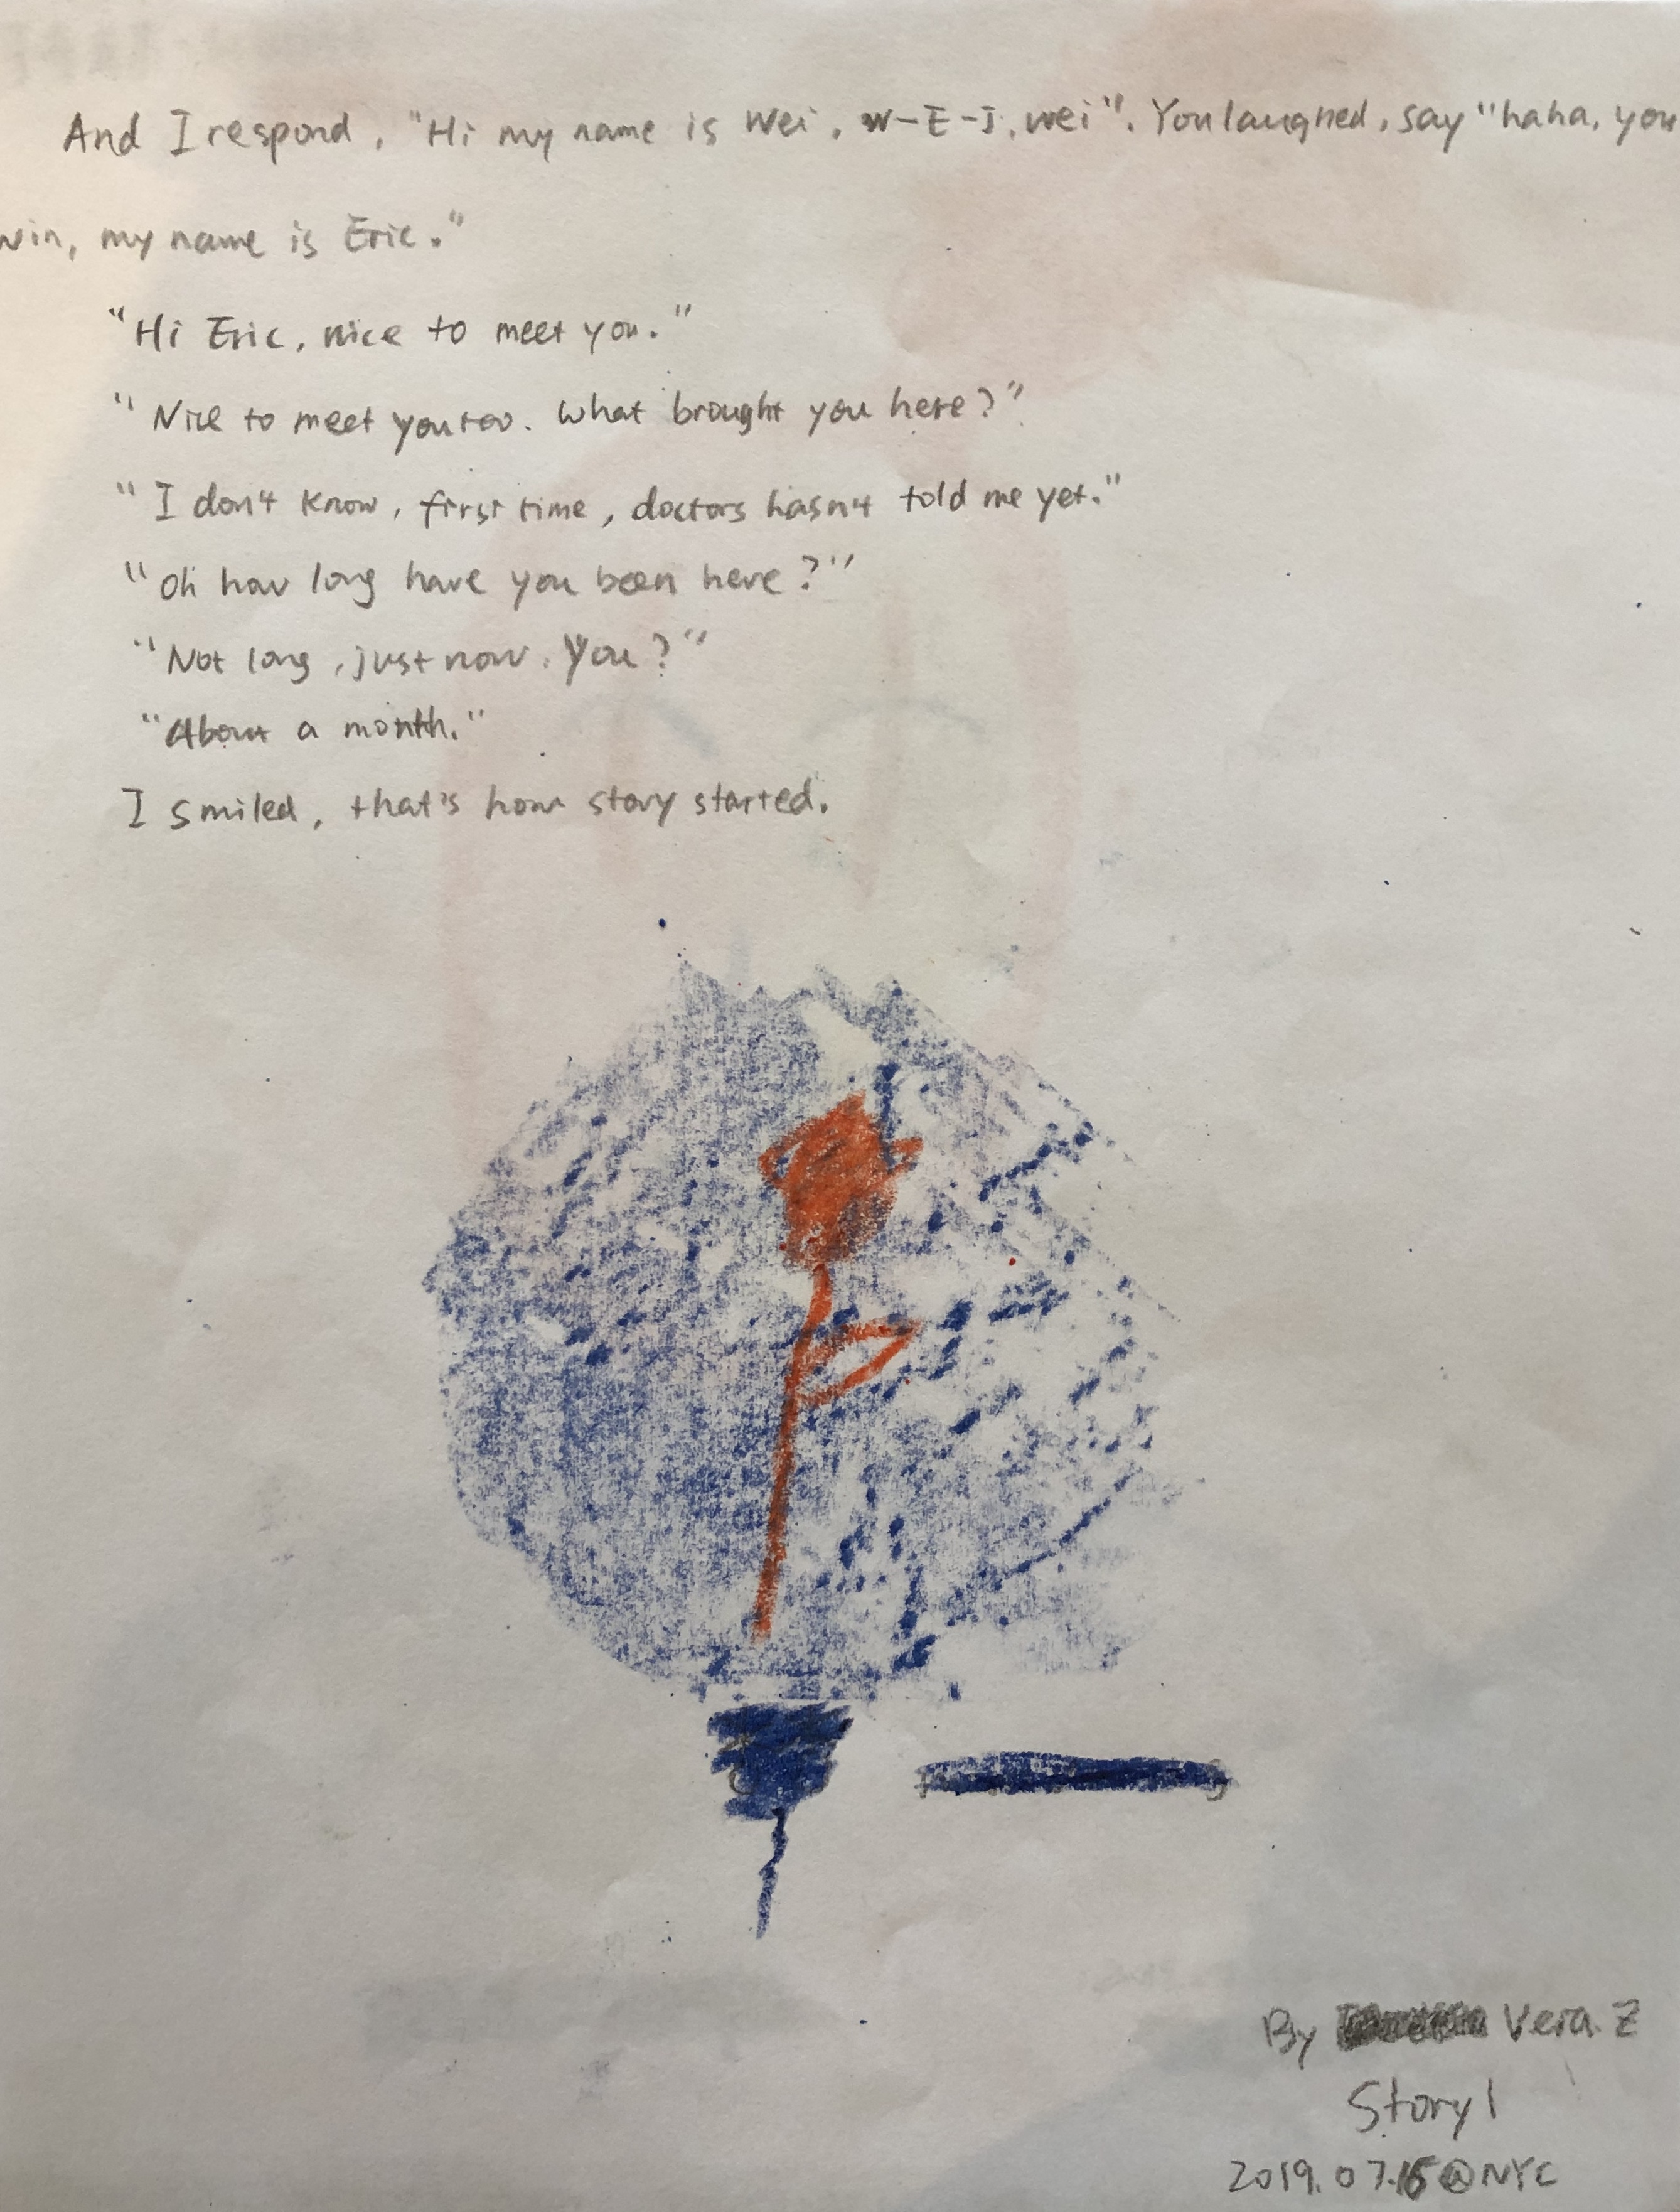 And I respond, "Hi my name is Wei, W-E-I, wei". You laughed, say "haha, you
win, my name is Eric."
"Hi Eric, nice to meet you."
"Nice to meet you too. What brought you here?"
"I don't know, first time, doctors hasn't told me yet."
"Oh how long have you been here?"
"Not long, just now. You?"
"About a month."
I smiled, that's how story started.
By Vera. Z
Story 1
2019.07.15@NYC